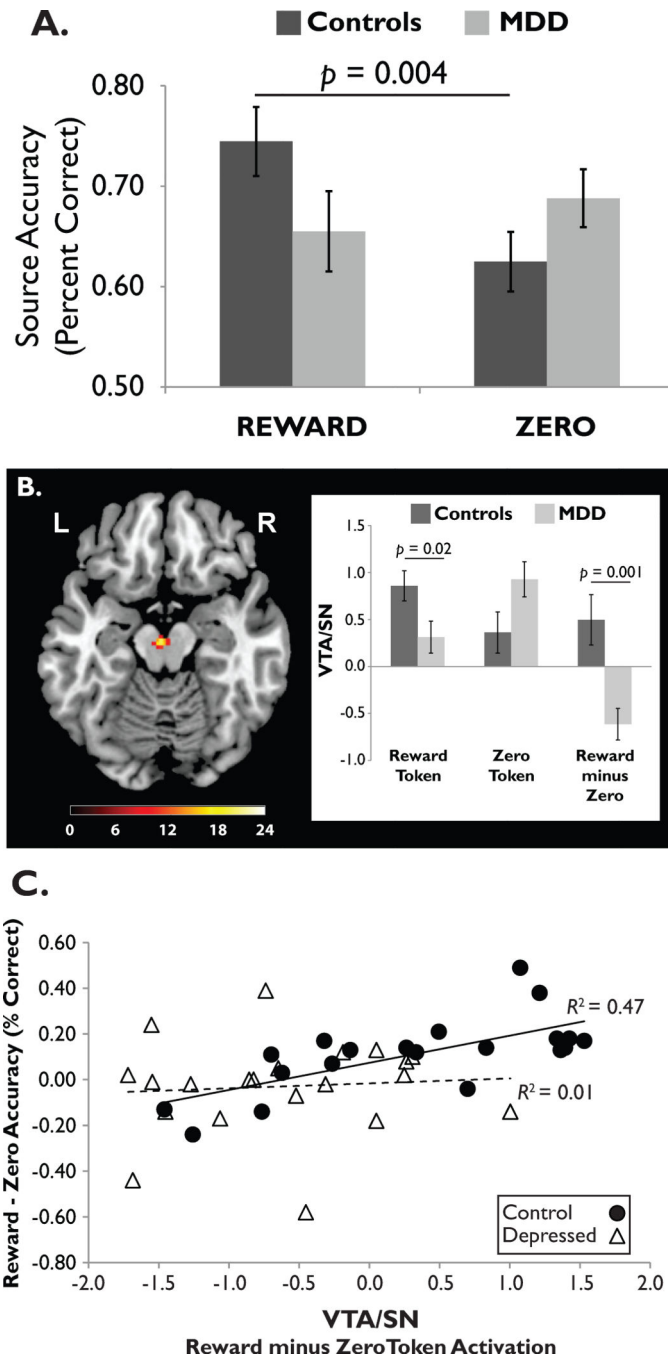 A.
Controls MDD
p = 0.004
Source Accuracy
(Percent Correct)
0.80
0.70
0.60
0.50
REWARD ZERO
B.
L R
0 6 12 18 24
Controls MDD
p = 0.02
p = 0.001
VTA/SN
1.5
1.0
0.5
0.0
-0.5
-1.0
Reward
Token
Zero
Token
Reward
minus
Zero
C.
Reward - Zero Accuracy (% Correct)
0.60
0.40
0.20
0.00
-0.20
-0.40
-0.60
-0.80
R² = 0.47
R² = 0.01
Control
Depressed
-2.0 -1.5 -1.0 -0.5 0.0 0.5 1.0 1.5 2.0
VTA/SN
Reward minus Zero Token Activation